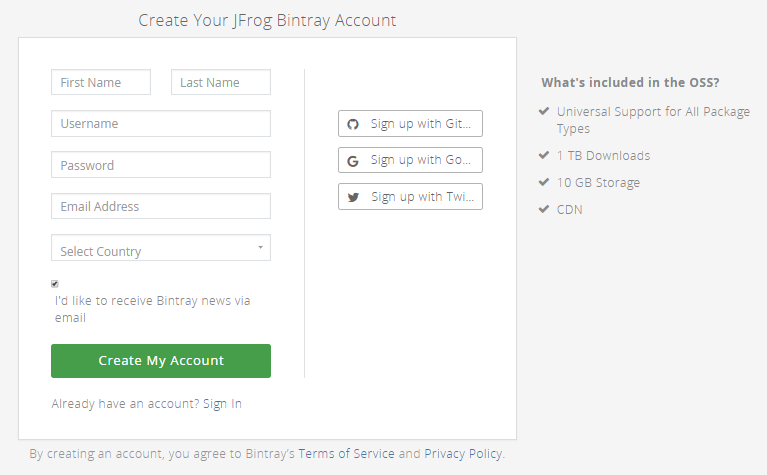 Create Your JFrog Bintray Account
First Name
Last Name
Username
Password
Email Address
Select Country
I'd like to receive Bintray news via
email
Create My Account
Already have an account? Sign In
Sign up with Git...
Sign up with Go...
Sign up with Twi...
By creating an account, you agree to Bintray's Terms of Service and Privacy Policy.
What's included in the OSS?
Universal Support for All Package
Types
1 TB Downloads
10 GB Storage
CDN